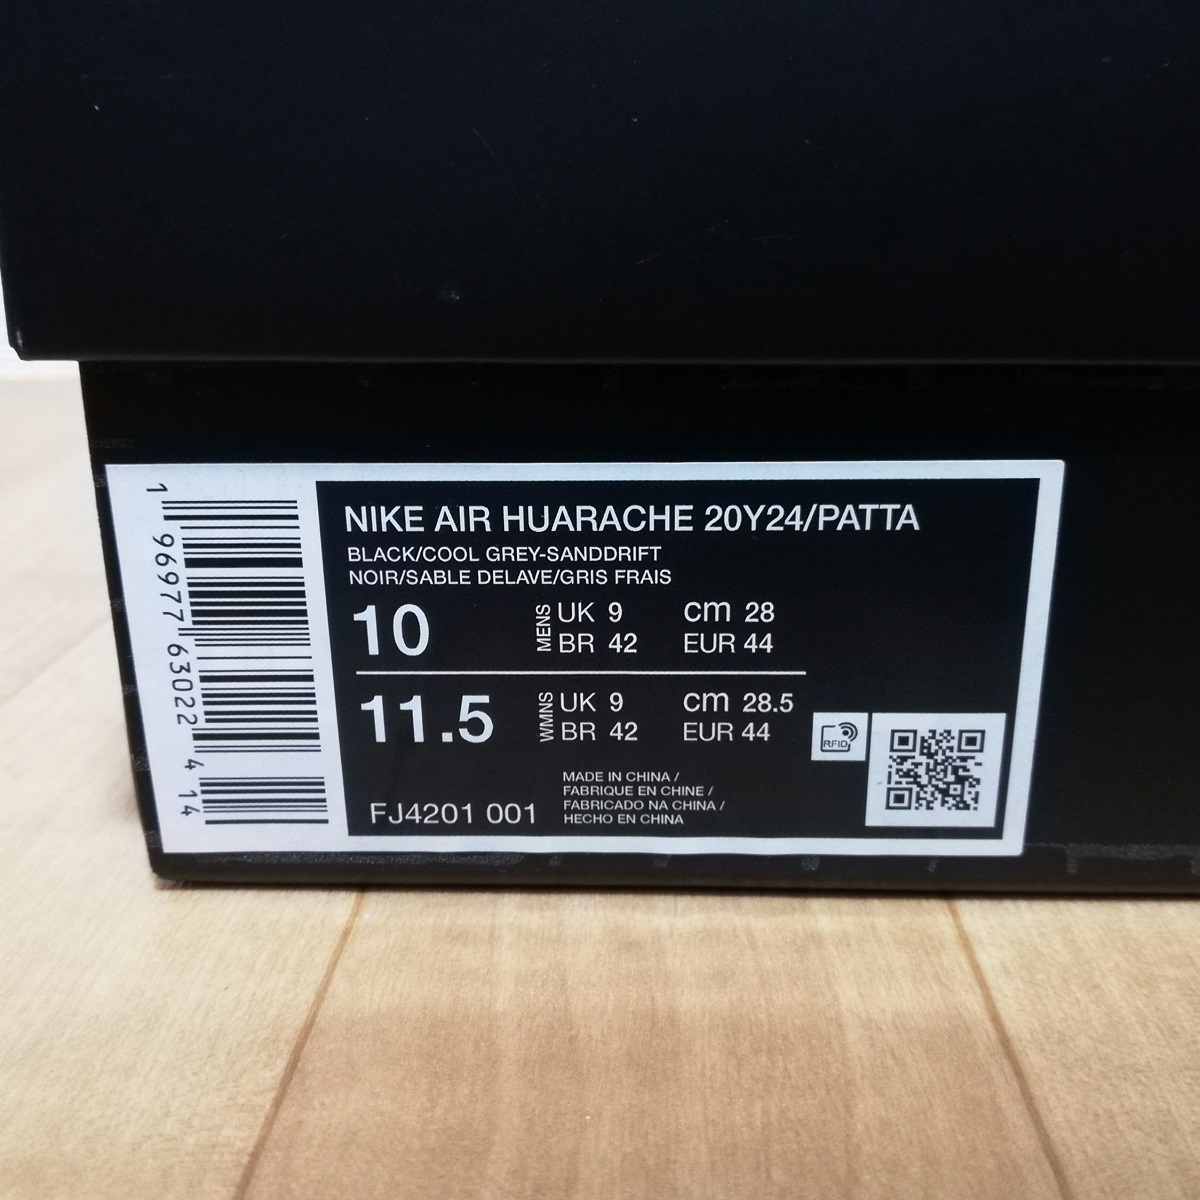 NIKE AIR HUARACHE 20Y24/PATTA
BLACK/COOL GREY-SANDDRIFT
NOIR/SABLE DELAVE/GRIS FRAIS
10 MENS UK 9 cm 28
BR 42 EUR 44
11.5 WMNS UK 9 cm 28.5
BR 42 EUR 44
MADE IN CHINA /
FABRIQUE EN CHINE /
FABRICADO NA CHINA /
HECHO EN CHINA
FJ4201 001
RFID
1 96977 63022 4 14